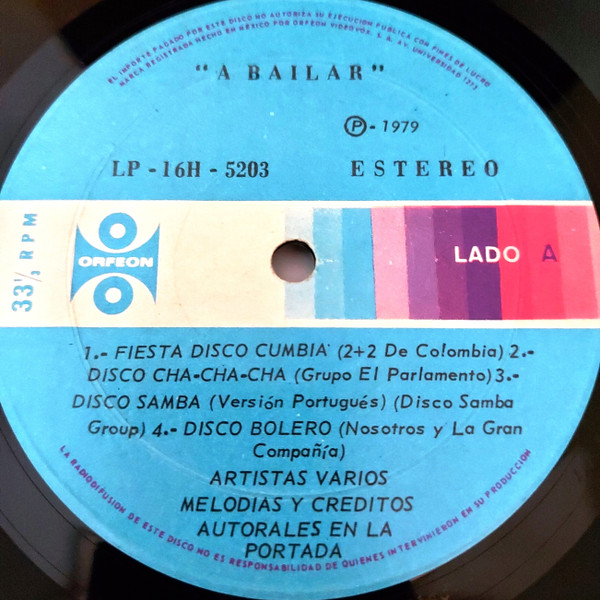 EL IMPORTE PAGADO POR ESTE DISCO NO AUTORIZA SU EJECUCION PUBLICA CON FINES DE LUCRO
MARCA REGISTRADA HECHO EN MEXICO POR ORFEON VIDEOVOX, S. A. AV. UNIVERSIDAD 1273
"A BAILAR"
Ⓟ-1979
LP-16H-5203 ESTEREO
33⅓ RPM
ORFEON
LADO A
1.- FIESTA DISCO CUMBIA (2+2 De Colombia) 2.-
DISCO CHA-CHA-CHA (Grupo El Parlamento) 3.-
DISCO SAMBA (Versión Portugués) (Disco Samba
Group) 4.- DISCO BOLERO (Nosotros y La Gran
Compañía)
ARTISTAS VARIOS
MELODIAS Y CREDITOS
AUTORALES EN LA
PORTADA
LA RADIODIFUSION DE ESTE DISCO NO ES RESPONSABILIDAD DE QUIENES INTERVINIERON EN SU PRODUCCION